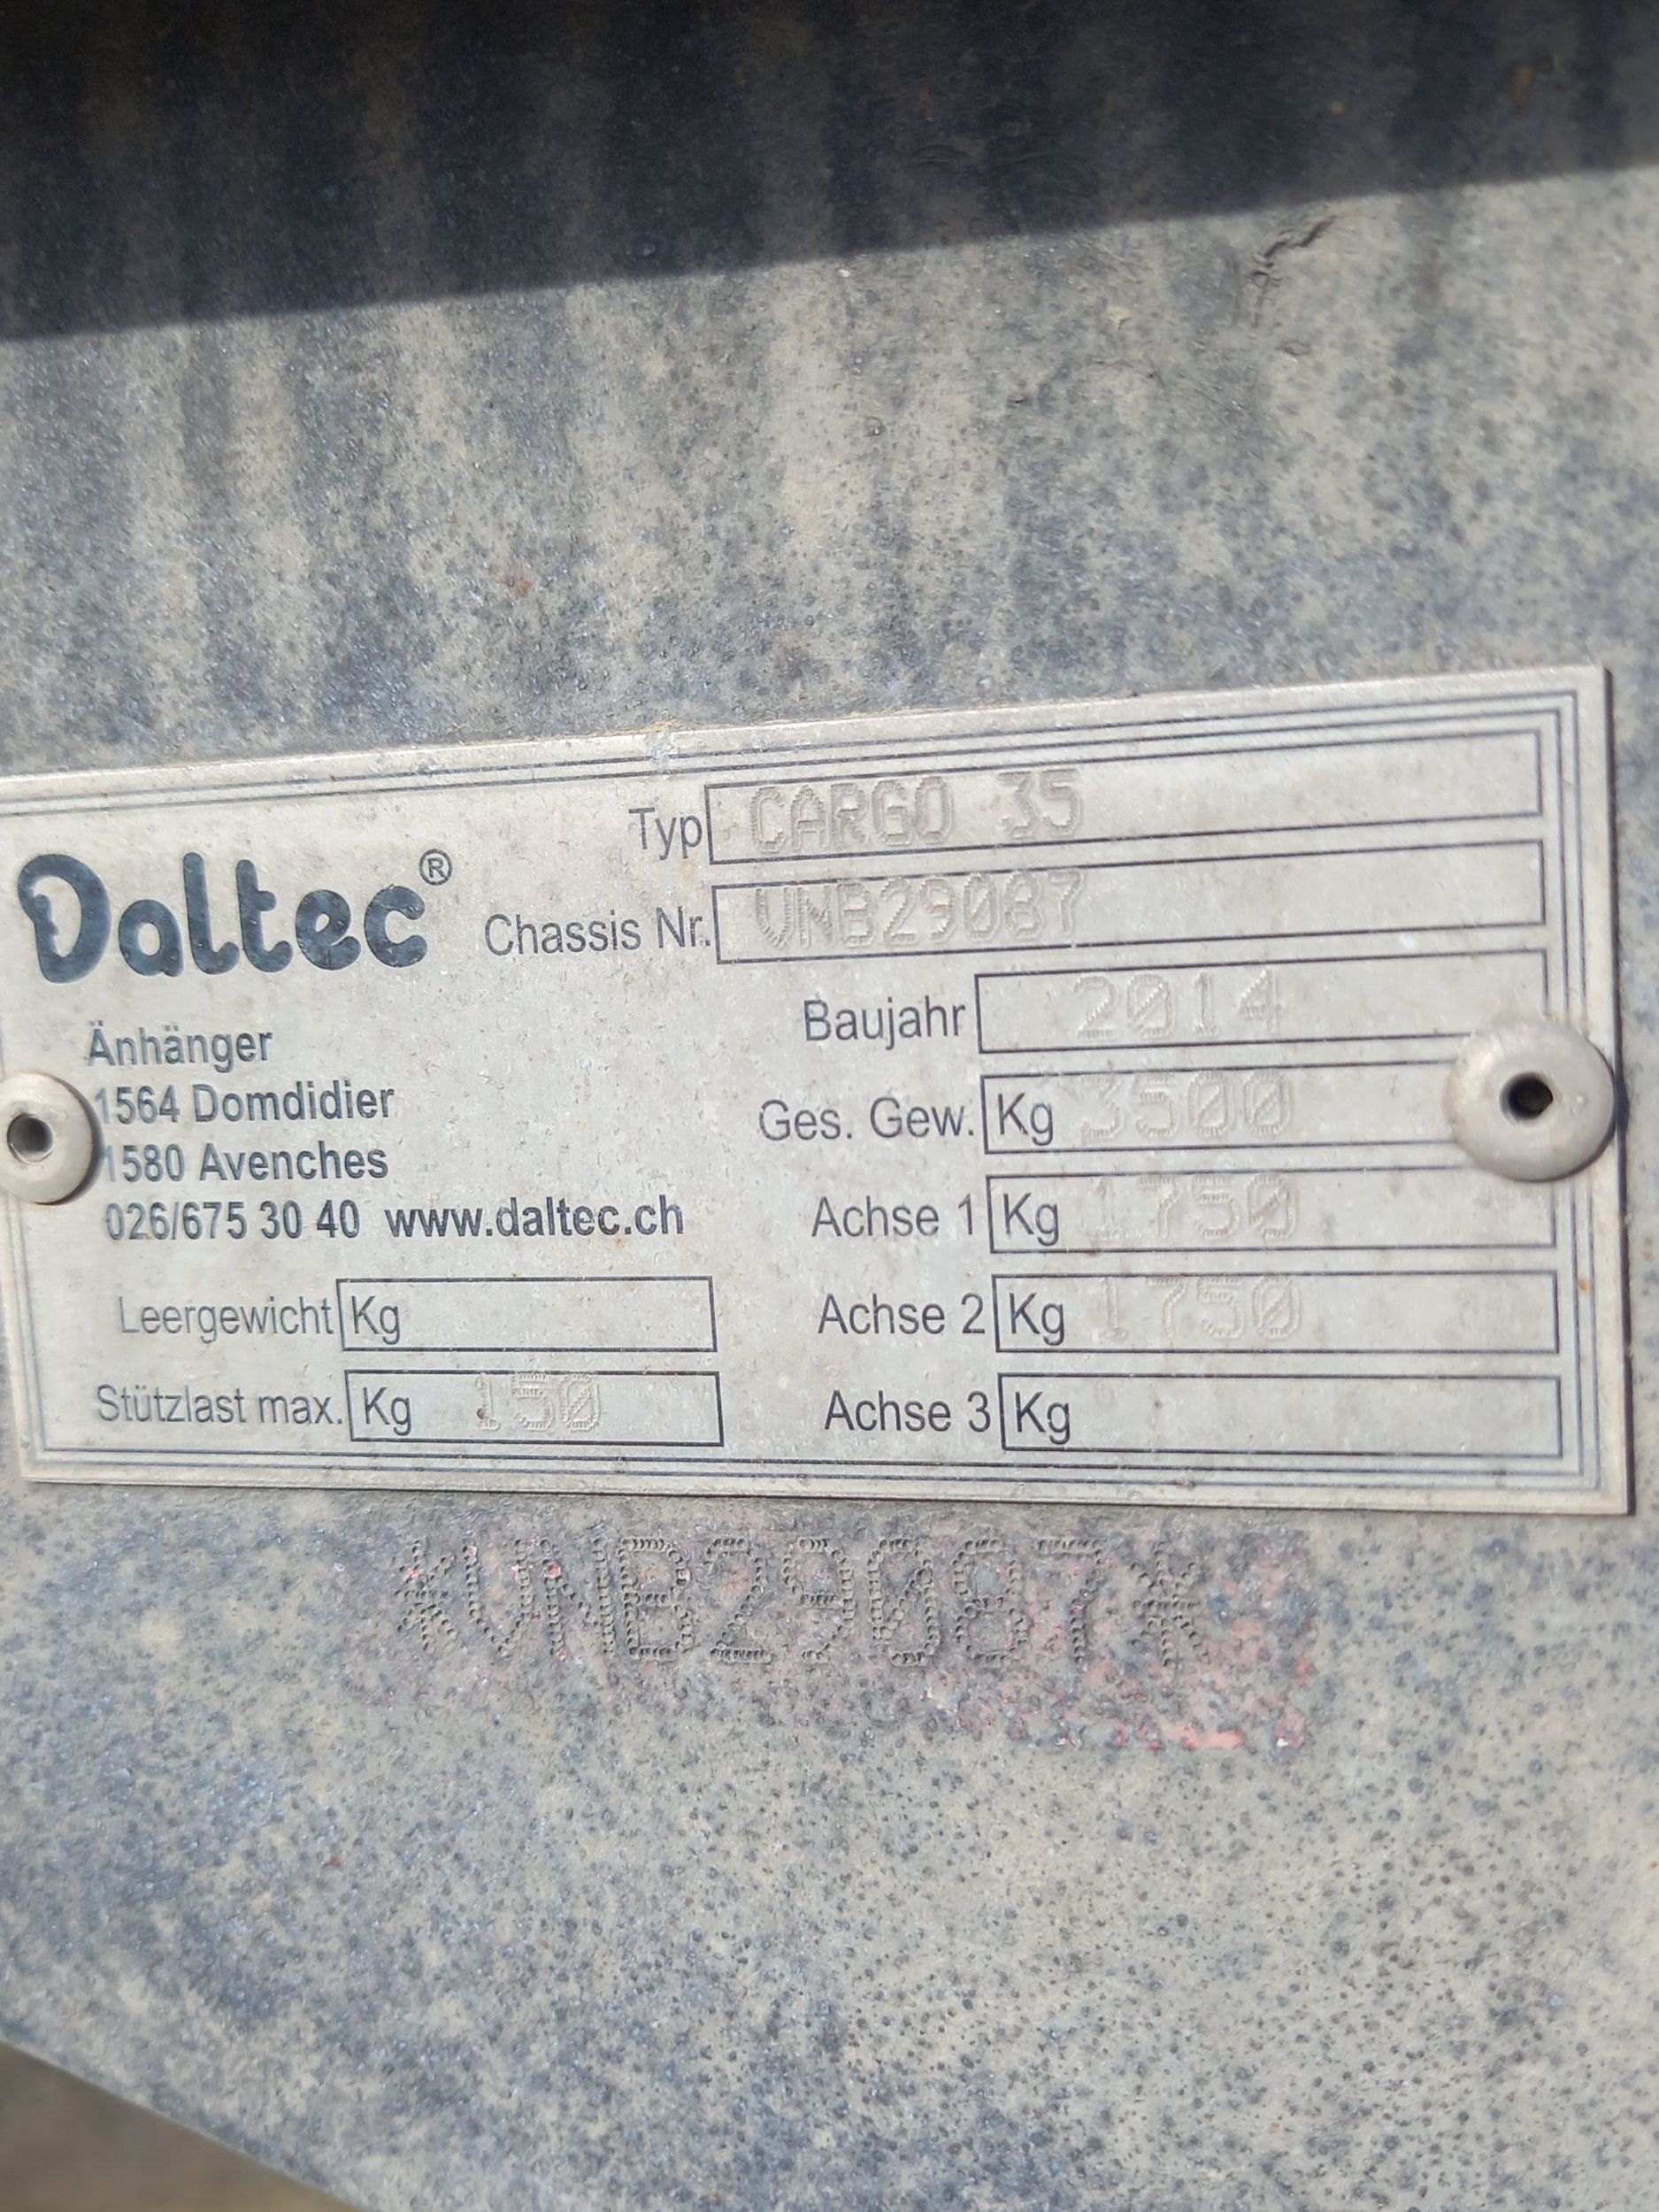 Typ CARGO 35
Daltec®
Chassis Nr. VNB29087
Baujahr 2014
Änhänger
1564 Domdidier
1580 Avenches
026/675 30 40 www.daltec.ch
Ges. Gew. Kg 3500
Achse 1 Kg 1750
Leergewicht Kg
Achse 2 Kg 1750
Stützlast max. Kg 150
Achse 3 Kg
*VNB29087*